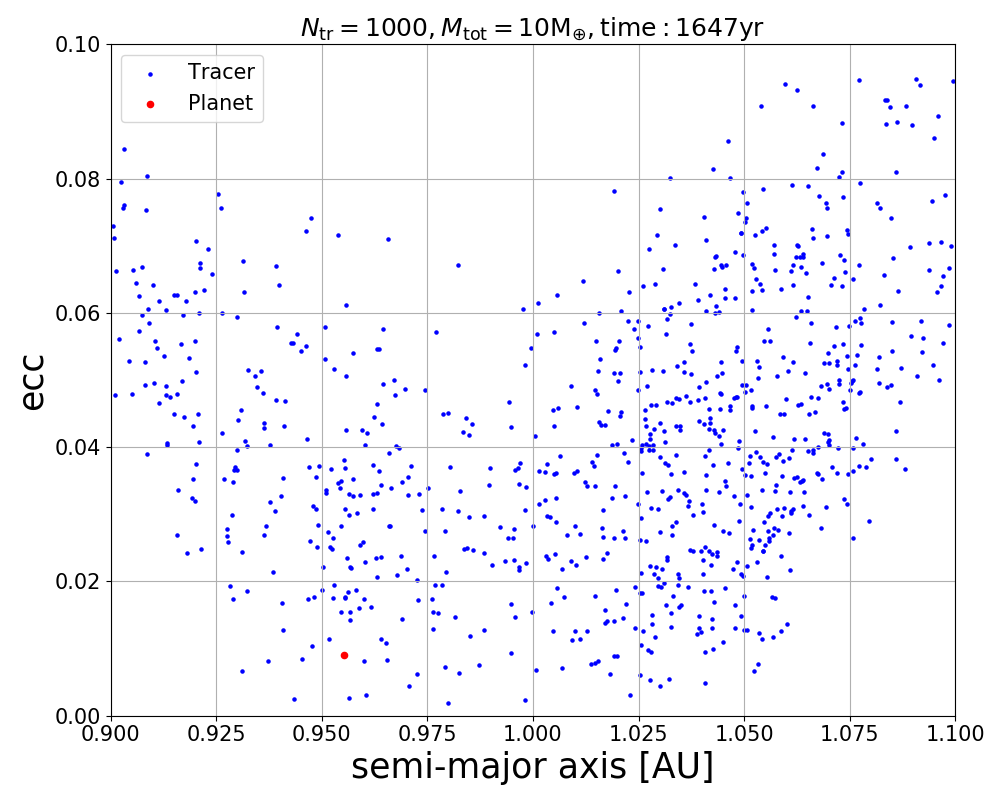 N_tr = 1000, M_tot = 10M_⊕, time : 1647yr
Tracer
Planet
0.10
0.08
0.06
0.04
0.02
0.00
ecc
0.900 0.925 0.950 0.975 1.000 1.025 1.050 1.075 1.100
semi-major axis [AU]